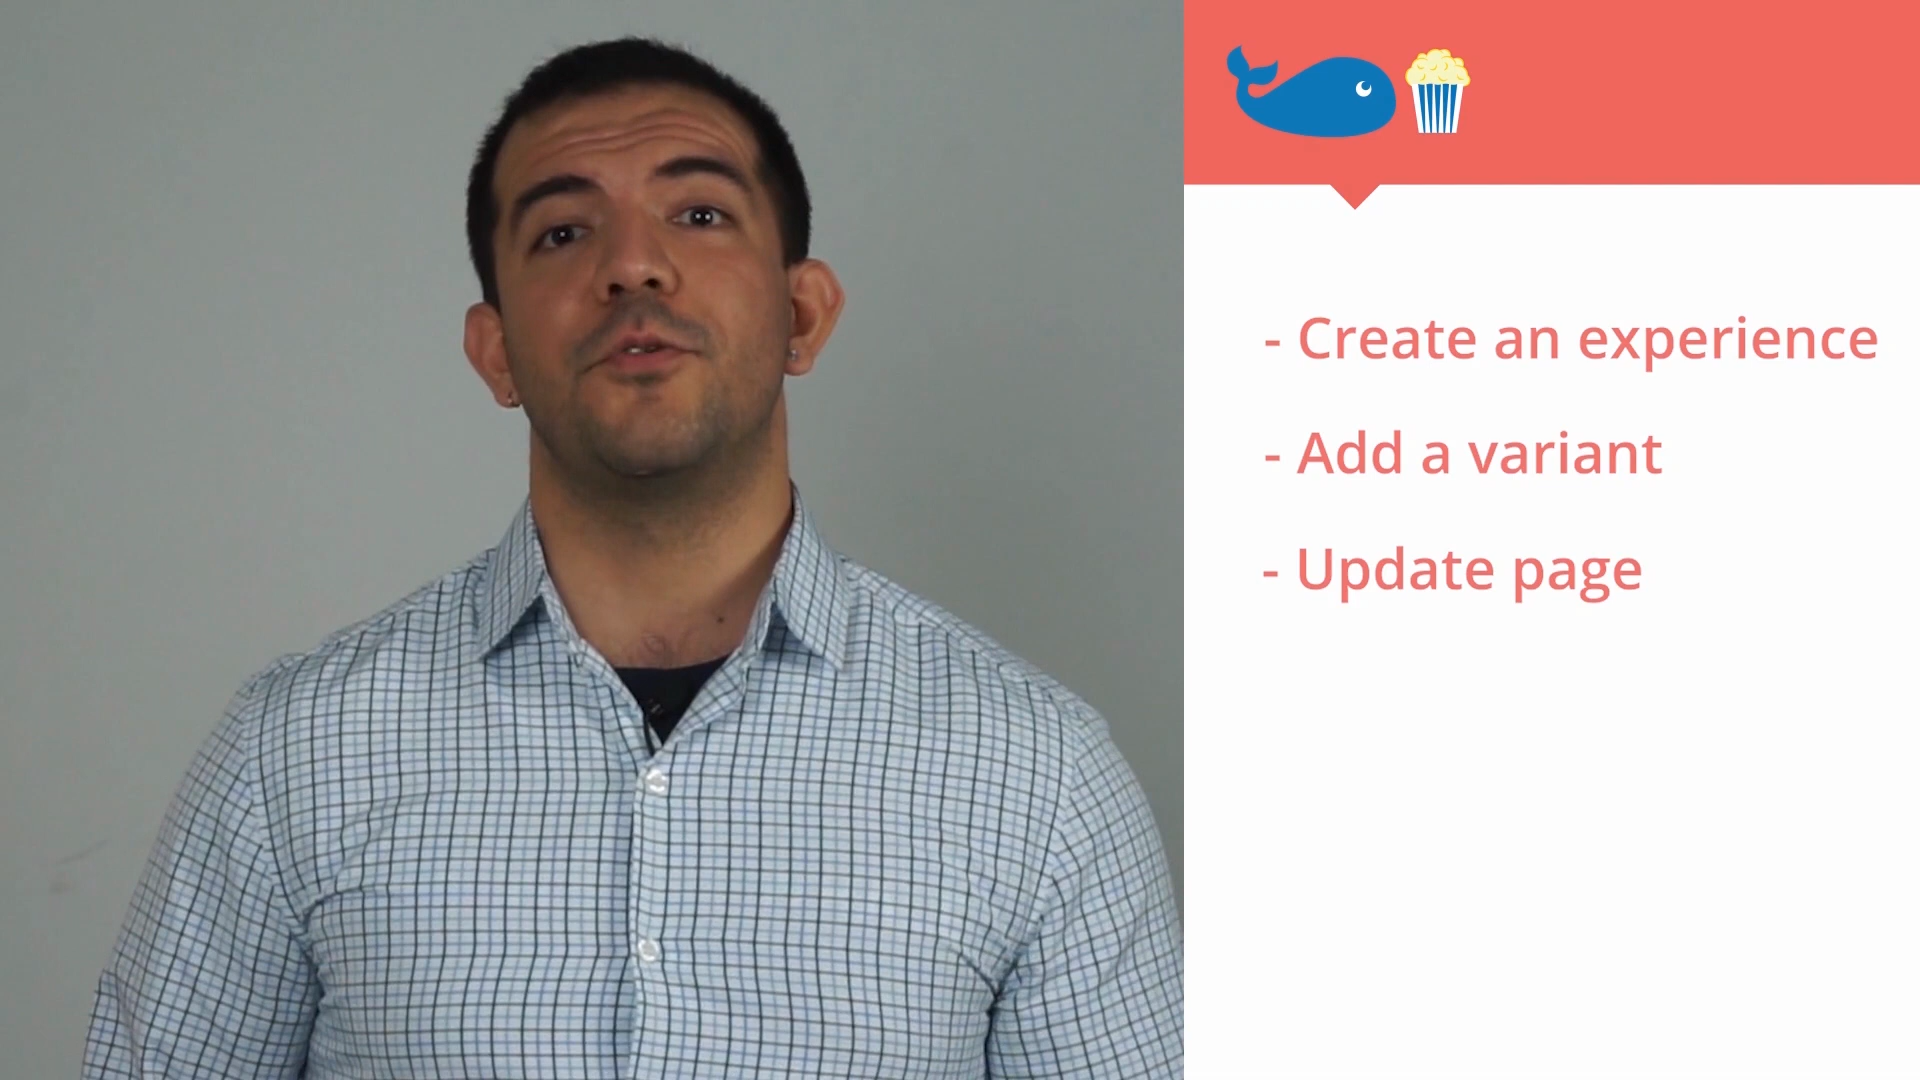 - Create an experience
- Add a variant
- Update page